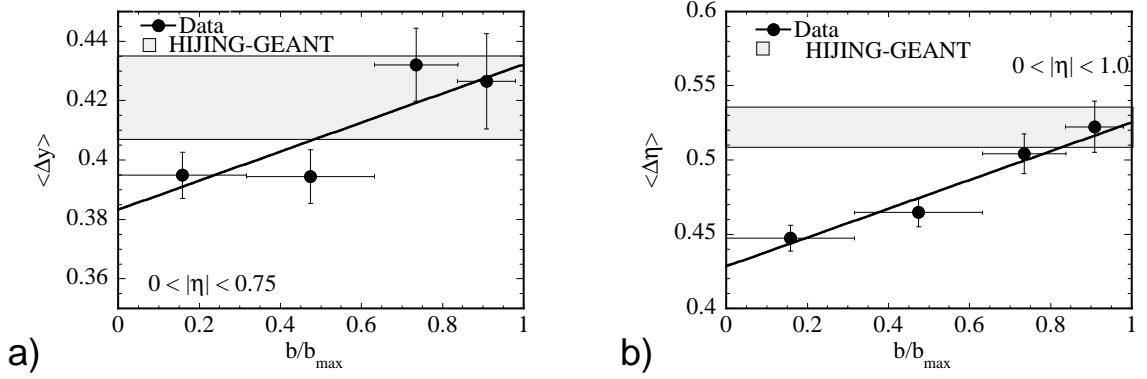 Data
HIJING-GEANT
0.44
0.42
0.4
0.38
0.36
<Δy>
0 < |η| < 0.75
0 0.2 0.4 0.6 0.8 1
b/b_max
a)
0.6
Data
HIJING-GEANT
0 < |η| < 1.0
0.55
0.5
0.45
0.4
<Δη>
0 0.2 0.4 0.6 0.8 1
b/b_max
b)